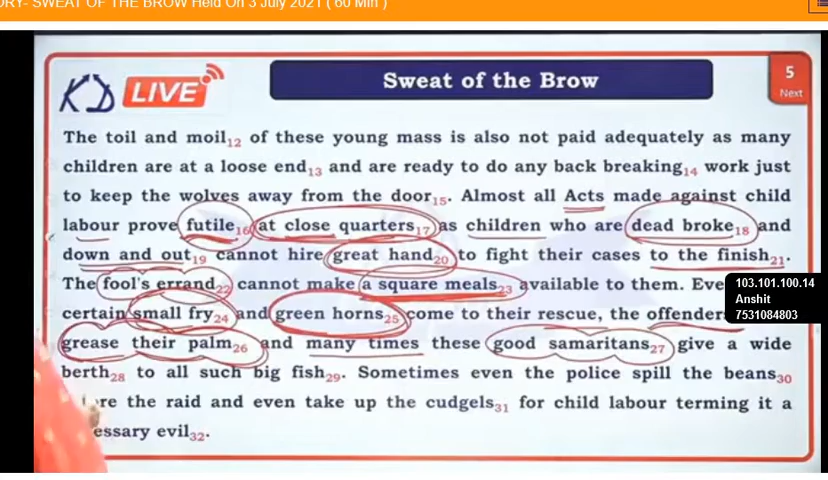 ORY- SWEAT OF THE BROW Held On 3 July 2021 ( 60 Min )
KD LIVE
Sweat of the Brow
5
Next
The toil and moil12 of these young mass is also not paid adequately as many
children are at a loose end13 and are ready to do any back breaking14 work just
to keep the wolves away from the door15. Almost all Acts made against child
labour prove futile16 at close quarters17 as children who are dead broke18 and
down and out19 cannot hire great hand20 to fight their cases to the finish21.
The fool's errand22 cannot make a square meals23 available to them. Eve
certain small fry24 and green horns25 come to their rescue, the offender
grease their palm26 and many times these good samaritans27 give a wide
berth28 to all such big fish29. Sometimes even the police spill the beans30
re the raid and even take up the cudgels31 for child labour terming it a
essary evil32.
103.101.100.14
Anshit
7531084803